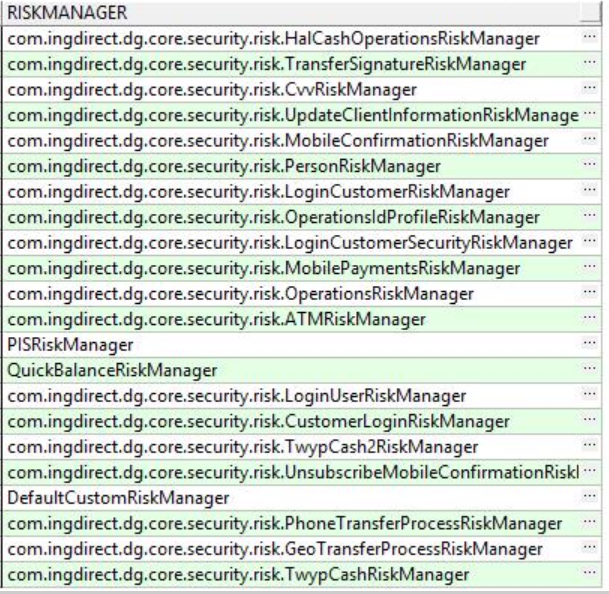 RISKMANAGER
com.ingdirect.dg.core.security.risk.HalCashOperationsRiskManager ...
com.ingdirect.dg.core.security.risk.TransferSignatureRiskManager ...
com.ingdirect.dg.core.security.risk.CvvRiskManager ...
com.ingdirect.dg.core.security.risk.UpdateClientInformationRiskManage ...
com.ingdirect.dg.core.security.risk.MobileConfirmationRiskManager ...
com.ingdirect.dg.core.security.risk.PersonRiskManager ...
com.ingdirect.dg.core.security.risk.LoginCustomerRiskManager ...
com.ingdirect.dg.core.security.risk.OperationsIdProfileRiskManager ...
com.ingdirect.dg.core.security.risk.LoginCustomerSecurityRiskManager ...
com.ingdirect.dg.core.security.risk.MobilePaymentsRiskManager ...
com.ingdirect.dg.core.security.risk.OperationsRiskManager ...
com.ingdirect.dg.core.security.risk.ATMRiskManager ...
PISRiskManager ...
QuickBalanceRiskManager ...
com.ingdirect.dg.core.security.risk.LoginUserRiskManager ...
com.ingdirect.dg.core.security.risk.CustomerLoginRiskManager ...
com.ingdirect.dg.core.security.risk.TwypCash2RiskManager ...
com.ingdirect.dg.core.security.risk.UnsubscribeMobileConfirmationRiskI ...
DefaultCustomRiskManager ...
com.ingdirect.dg.core.security.risk.PhoneTransferProcessRiskManager ...
com.ingdirect.dg.core.security.risk.GeoTransferProcessRiskManager ...
com.ingdirect.dg.core.security.risk.TwypCashRiskManager ...